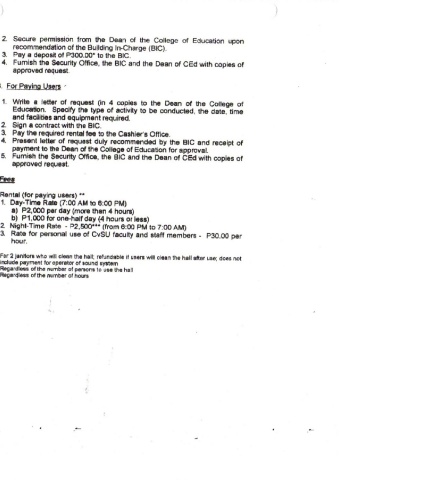 2. Secure permission from the Dean of the College of Education upon
recommendation of the Building In-Charge (BIC).
3. Pay a deposit of P300.00* to the BIC.
4. Furnish the Security Office, the BIC and the Dean of CEd with copies of
approved request.
For Paying Users
1. Write a letter of request (in 4 copies to the Dean of the College of
Education. Specify the type of activity to be conducted, the date, time
and facilities and equipment required.
2. Sign a contract with the BIC.
3. Pay the required rental fee to the Cashier's Office.
4. Present letter of request duly recommended by the BIC and receipt of
payment to the Dean of the College of Education for approval.
5. Furnish the Security Office, the BIC and the Dean of CEd with copies of
approved request.
Fees
Rental (for paying users) **
1. Day-Time Rate (7:00 AM to 6:00 PM)
a) P2,000 per day (more than 4 hours)
b) P1,000 for one-half day (4 hours or less)
2. Night-Time Rate - P2,500*** (from 6:00 PM to 7:00 AM)
3. Rate for personal use of CvSU faculty and staff members - P30.00 per
hour.
For 2 janitors who will clean the hall; refundable if users will clean the hall after use; does not
include payment for operator of sound system
Regardless of the number of persons to use the hall
Regardless of the number of hours